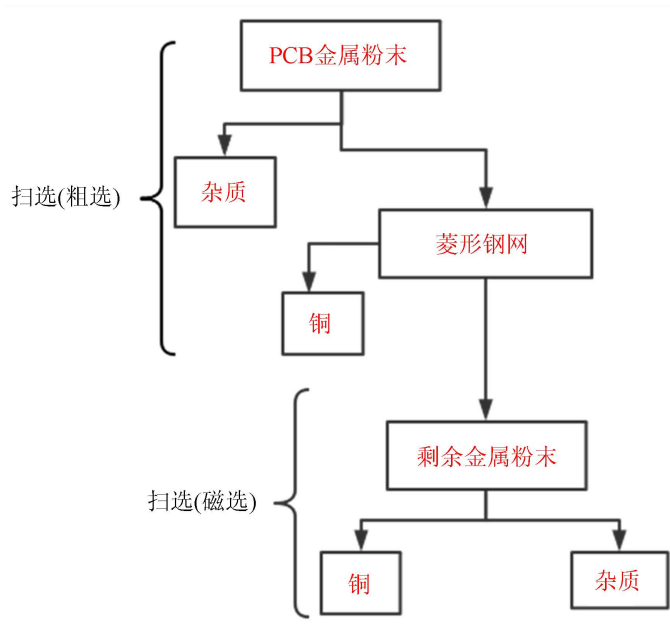 PCB金属粉末
杂质
扫选(粗选)
菱形钢网
铜
剩余金属粉末
扫选(磁选)
铜
杂质